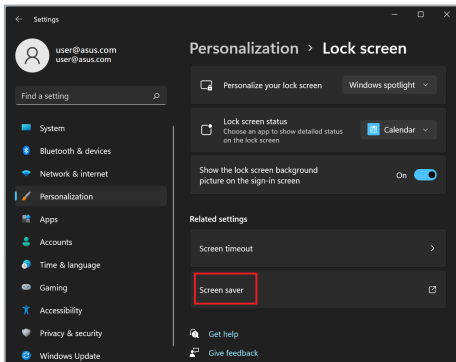 Settings
user@asus.com
user@asus.com
Find a setting
System
Bluetooth & devices
Network & internet
Personalization
Apps
Accounts
Time & language
Gaming
Accessibility
Privacy & security
Windows Update
Personalization > Lock screen
Personalize your lock screen
Windows spotlight
Lock screen status
Choose an app to show detailed status
on the lock screen
Calendar
Show the lock screen background
picture on the sign-in screen
On
Related settings
Screen timeout
Screen saver
Get help
Give feedback